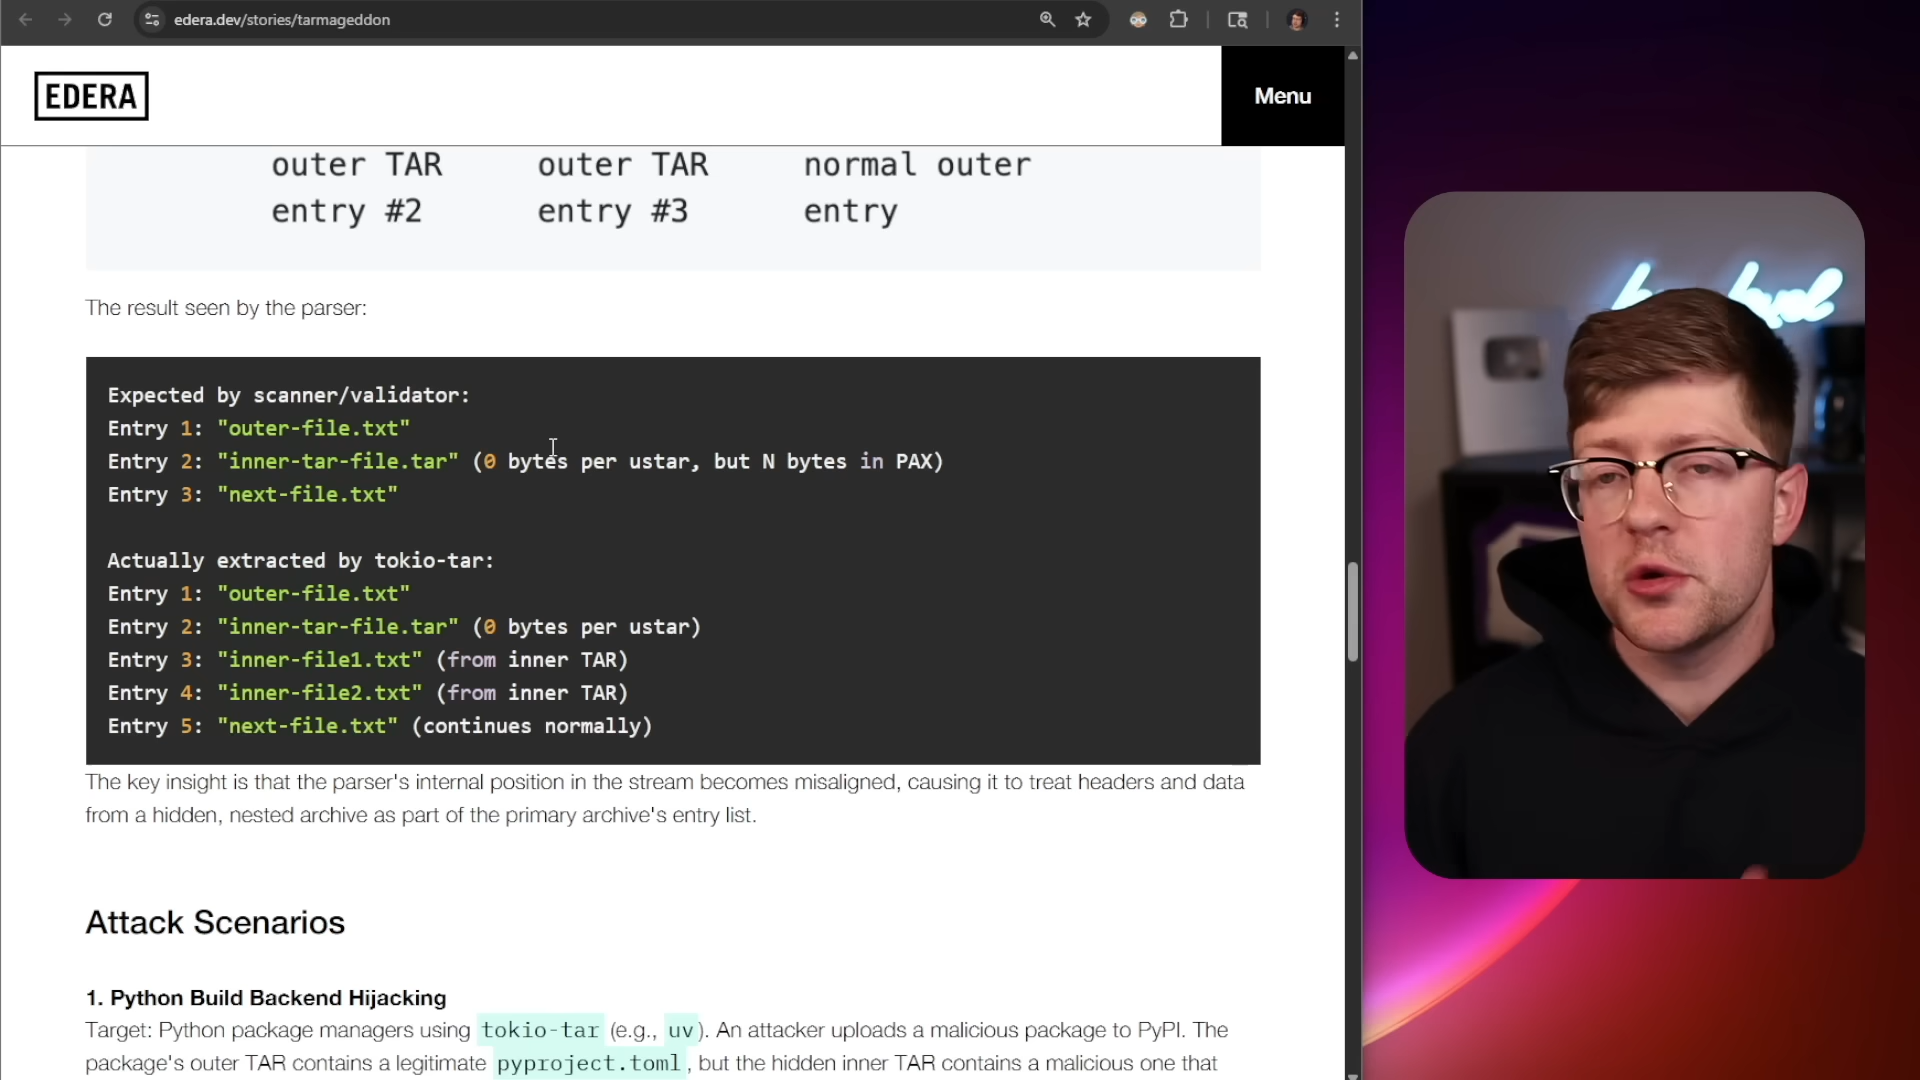 edera.dev/stories/tarmageddon
EDERA
Menu
outer TAR outer TAR normal outer
entry #2 entry #3 entry
The result seen by the parser:
Expected by scanner/validator:
Entry 1: "outer-file.txt"
Entry 2: "inner-tar-file.tar" (0 bytes per ustar, but N bytes in PAX)
Entry 3: "next-file.txt"
Actually extracted by tokio-tar:
Entry 1: "outer-file.txt"
Entry 2: "inner-tar-file.tar" (0 bytes per ustar)
Entry 3: "inner-file1.txt" (from inner TAR)
Entry 4: "inner-file2.txt" (from inner TAR)
Entry 5: "next-file.txt" (continues normally)
The key insight is that the parser's internal position in the stream becomes misaligned, causing it to treat headers and data
from a hidden, nested archive as part of the primary archive's entry list.
Attack Scenarios
1. Python Build Backend Hijacking
Target: Python package managers using tokio-tar (e.g., uv). An attacker uploads a malicious package to PyPI. The
package's outer TAR contains a legitimate pyproject.toml, but the hidden inner TAR contains a malicious one that